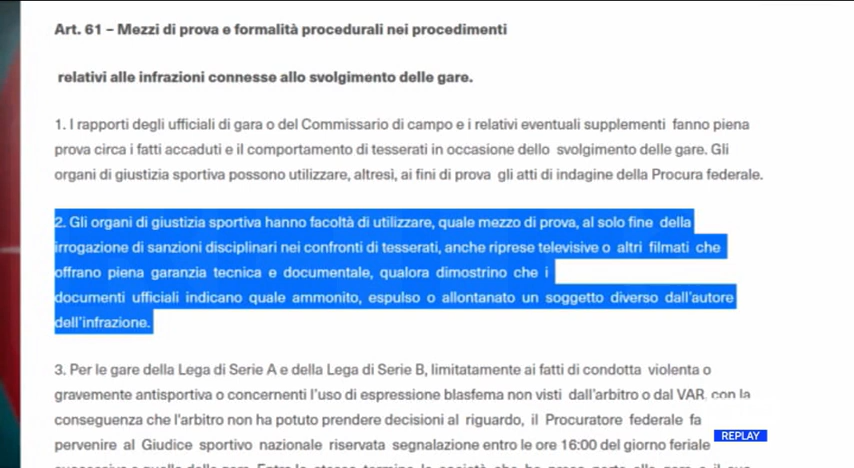 Art. 61 – Mezzi di prova e formalità procedurali nei procedimenti
relativi alle infrazioni connesse allo svolgimento delle gare.
1. I rapporti degli ufficiali di gara o del Commissario di campo e i relativi eventuali supplementi fanno piena
prova circa i fatti accaduti e il comportamento di tesserati in occasione dello svolgimento delle gare. Gli
organi di giustizia sportiva possono utilizzare, altresì, ai fini di prova gli atti di indagine della Procura federale.
2. Gli organi di giustizia sportiva hanno facoltà di utilizzare, quale mezzo di prova, al solo fine della
irrogazione di sanzioni disciplinari nei confronti di tesserati, anche riprese televisive o altri filmati che
offrano piena garanzia tecnica e documentale, qualora dimostrino che i
documenti ufficiali indicano quale ammonito, espulso o allontanato un soggetto diverso dall'autore
dell'infrazione.
3. Per le gare della Lega di Serie A e della Lega di Serie B, limitatamente ai fatti di condotta violenta o
gravemente antisportiva o concernenti l'uso di espressione blasfema non visti dall'arbitro o dal VAR, con la
conseguenza che l'arbitro non ha potuto prendere decisioni al riguardo, il Procuratore federale fa
pervenire al Giudice sportivo nazionale riservata segnalazione entro le ore 16:00 del giorno feriale
REPLAY